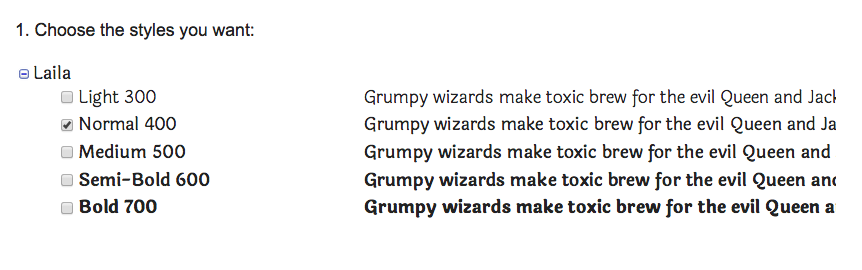 1. Choose the styles you want:
Laila
Light 300 Grumpy wizards make toxic brew for the evil Queen and Jack
Normal 400 Grumpy wizards make toxic brew for the evil Queen and Ja
Medium 500 Grumpy wizards make toxic brew for the evil Queen and
Semi-Bold 600 Grumpy wizards make toxic brew for the evil Queen and
Bold 700 Grumpy wizards make toxic brew for the evil Queen a